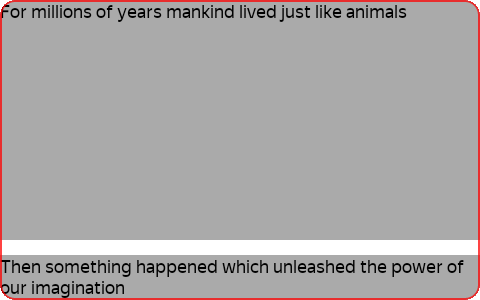 For millions of years mankind lived just like animals
Then something happened which unleashed the power of
our imagination